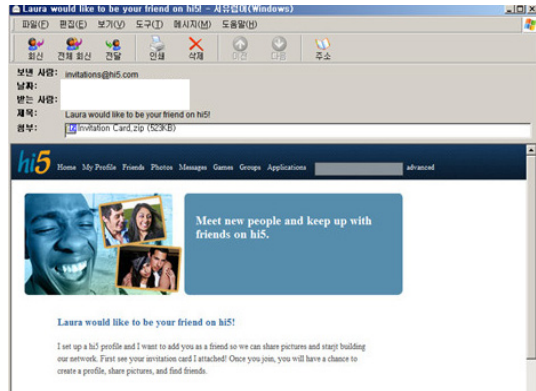 Laura would like to be your friend on hi5! - 서유럽어(Windows)
파일(F) 편집(E) 보기(V) 도구(T) 메시지(M) 도움말(H)
회신 전체 회신 전달 인쇄 삭제 이전 다음 주소
보낸 사람: invitations@hi5.com
날짜:
받는 사람:
제목: Laura would like to be your friend on hi5!
첨부: Invitation Card.zip (523KB)
hi5 Home My Profile Friends Photos Messages Games Groups Applications advanced
Meet new people and keep up with
friends on hi5.
Laura would like to be your friend on hi5!
I set up a hi5 profile and I want to add you as a friend so we can share pictures and startt building
our network. First see your invitation card I attached! Once you join, you will have a chance to
create a profile, share pictures, and find friends.